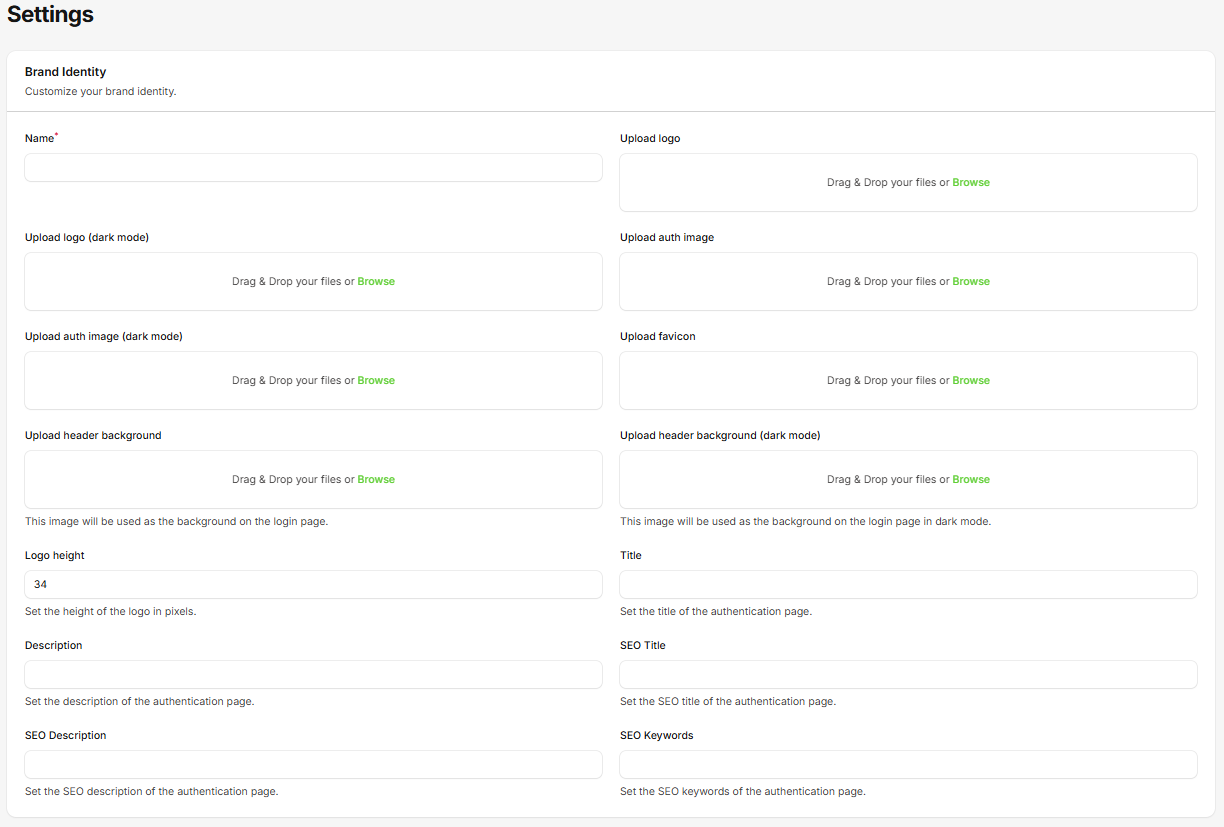 Settings
Brand Identity
Customize your brand identity.
Name*
Upload logo
Drag & Drop your files or Browse
Upload logo (dark mode)
Drag & Drop your files or Browse
Upload auth image
Drag & Drop your files or Browse
Upload auth image (dark mode)
Drag & Drop your files or Browse
Upload favicon
Drag & Drop your files or Browse
Upload header background
Drag & Drop your files or Browse
This image will be used as the background on the login page.
Upload header background (dark mode)
Drag & Drop your files or Browse
This image will be used as the background on the login page in dark mode.
Logo height
34
Set the height of the logo in pixels.
Title
Set the title of the authentication page.
Description
Set the description of the authentication page.
SEO Title
Set the SEO title of the authentication page.
SEO Description
Set the SEO description of the authentication page.
SEO Keywords
Set the SEO keywords of the authentication page.